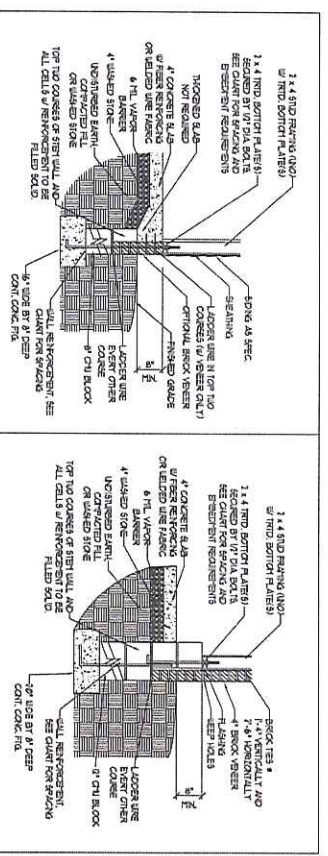 2 x 4 STUD FRAMING (UNO)
W/ TRTD. BOTTOM PLATE(S)
2 x 4 TRTD. BOTTOM PLATE(S)
SECURED BY 1/2" DIA. BOLTS.
SEE CHART FOR SPACING AND
EMBEDMENT REQUIREMENTS
THICKENED SLAB
NOT REQUIRED
4" CONCRETE SLAB
W/ FIBER REINFORCING
OR WELDED WIRE FABRIC
6 MIL VAPOR
BARRIER
4" WASHED STONE
UNDISTURBED EARTH,
COMPACTED FILL
OR WASHED STONE
TOP TWO COURSES OF STEM WALL AND
ALL CELLS W/ REINFORCEMENT TO BE
FILLED SOLID.
SIDING AS SPEC.
SHEATHING
LADDER WIRE IN TOP TWO
COURSES (W/ VENEER ONLY)
OPTIONAL BRICK VENEER
FINISHED GRADE
8"
MIN.
LADDER WIRE
EVERY OTHER
COURSE
8" CMU BLOCK
WALL REINFORCEMENT, SEE
CHART FOR SPACING
16" WIDE BY 8" DEEP
CONT. CONC. FTG.
2 x 4 STUD FRAMING (UNO)
W/ TRTD. BOTTOM PLATE(S)
2 x 4 TRTD. BOTTOM PLATE(S)
SECURED BY 1/2" DIA. BOLTS.
SEE CHART FOR SPACING AND
EMBEDMENT REQUIREMENTS
4" CONCRETE SLAB
W/ FIBER REINFORCING
OR WELDED WIRE FABRIC
6 MIL VAPOR
BARRIER
4" WASHED STONE
UNDISTURBED EARTH,
COMPACTED FILL
OR WASHED STONE
TOP TWO COURSES OF STEM WALL AND
ALL CELLS W/ REINFORCEMENT TO BE
FILLED SOLID.
BRICK TIES @
1'-4" VERTICALLY AND
2'-6" HORIZONTALLY
4" BRICK VENEER
FLASHING
WEEP HOLES
8"
MIN.
LADDER WIRE
EVERY OTHER
COURSE
12" CMU BLOCK
WALL REINFORCEMENT,
SEE CHART FOR SPACING
20" WIDE BY 8" DEEP
CONT. CONC. FTG.